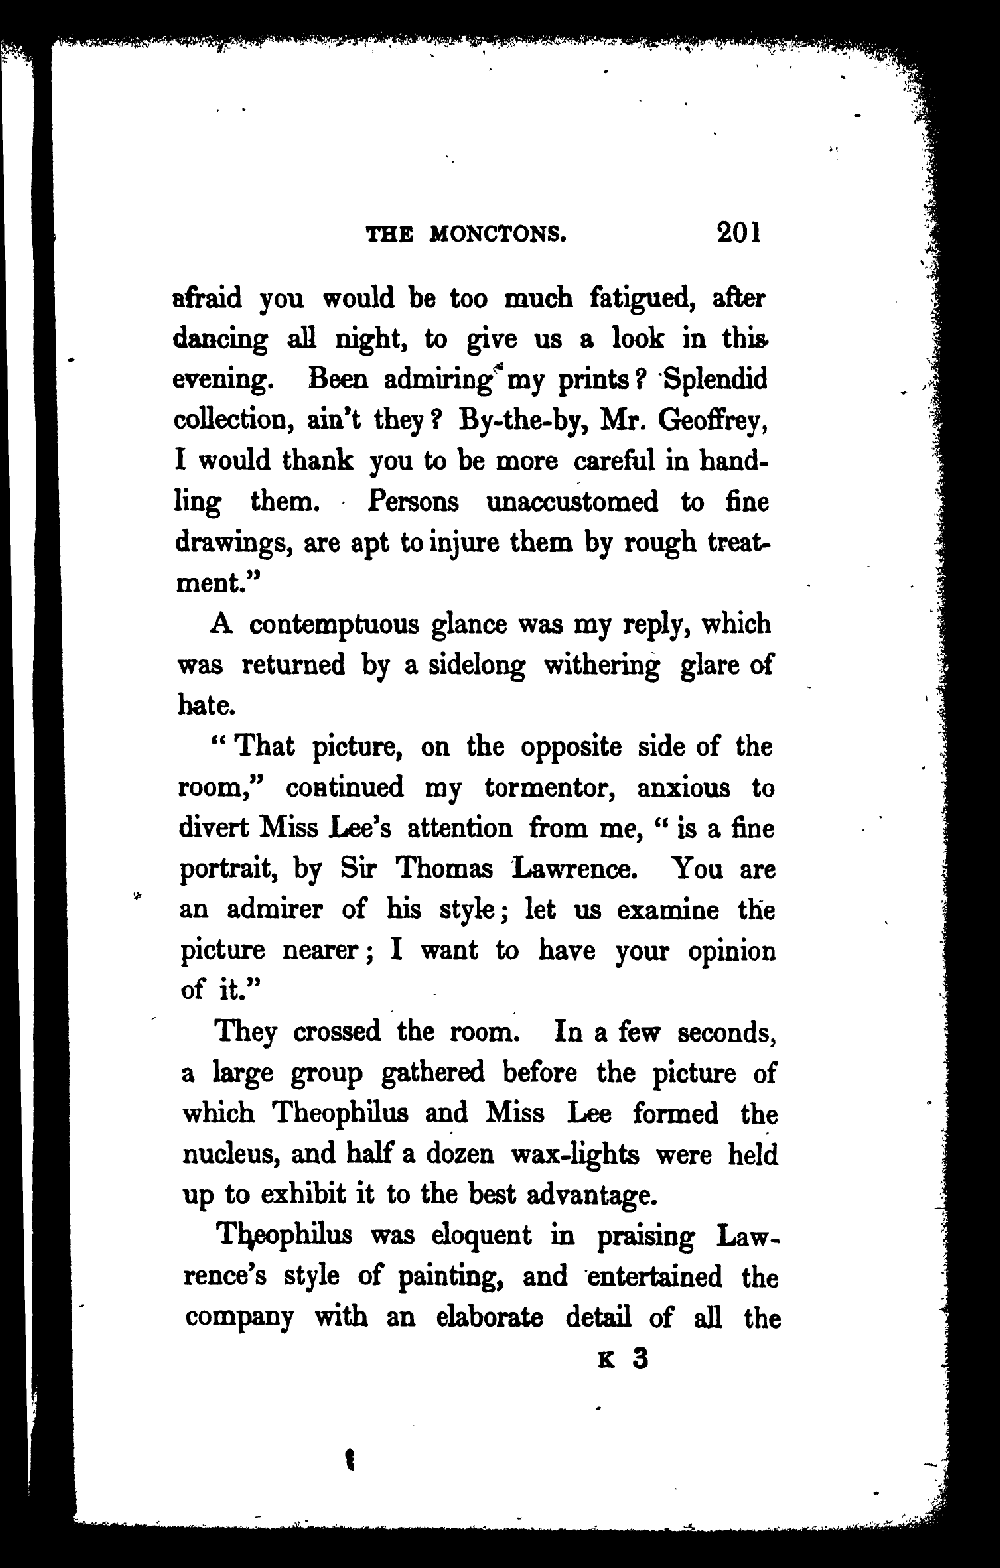 THE MONCTONS. 201
afraid you would be too much fatigued, after
dancing all night, to give us a look in this
evening. Been admiring my prints? Splendid
collection, ain't they? By-the-by, Mr. Geoffrey,
I would thank you to be more careful in hand-
ling them. Persons unaccustomed to fine
drawings, are apt to injure them by rough treat-
ment."
A contemptuous glance was my reply, which
was returned by a sidelong withering glare of
hate.
"That picture, on the opposite side of the
room," continued my tormentor, anxious to
divert Miss Lee's attention from me, "is a fine
portrait, by Sir Thomas Lawrence. You are
an admirer of his style; let us examine the
picture nearer; I want to have your opinion
of it."
They crossed the room. In a few seconds,
a large group gathered before the picture of
which Theophilus and Miss Lee formed the
nucleus, and half a dozen wax-lights were held
up to exhibit it to the best advantage.
Theophilus was eloquent in praising Law-
rence's style of painting, and entertained the
company with an elaborate detail of all the
K 3